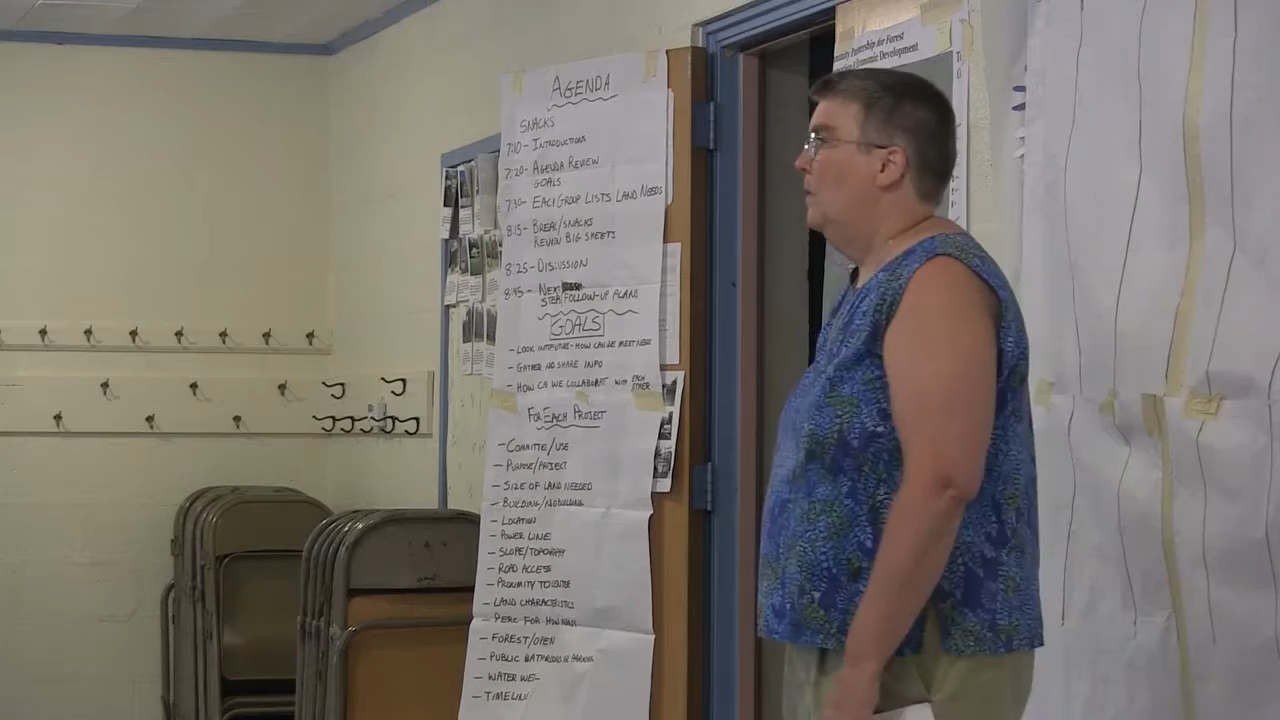 AGENDA
SNACKS
7:10- INTRODUCTIONS
7:20- AGENDA REVIEW
GOALS
7:30- EACH GROUP LISTS LAND NEEDS
8:15- BREAK/SNACKS
REVIEW BIG SHEETS
8:25- DISCUSSION
8:45- NEXT
STEP FOLLOW-UP PLANS
GOALS
- LOOK INTO FUTURE - HOW CAN WE MEET NEEDS
- GATHER AND SHARE INFO
- HOW CAN WE COLLABORATE WITH EACH
OTHER
FOR EACH PROJECT
- COMMITTEE/USE
- PURPOSE/PROJECT
- SIZE OF LAND NEEDED
- BUILDING/NO BUILDING
- LOCATION
- POWER LINE
- SLOPE/TOPOGRAPHY
- ROAD ACCESS
- PROXIMITY TO CENTER
- LAND CHARACTERISTICS
- PERC FOR HUMAN
- FOREST/OPEN
- PUBLIC BATHROOMS
- WATER
- TIMELINE
Partnership for Forest
Economic Development